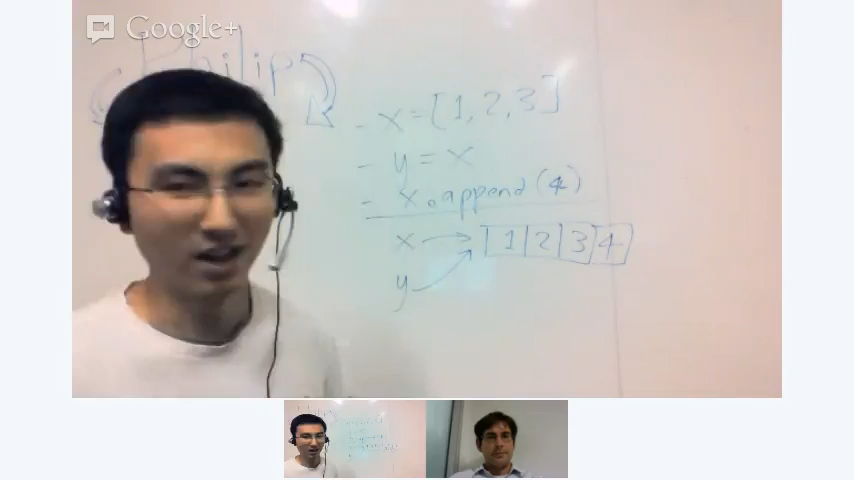 Google+
Philip
- x = [1, 2, 3]
- y = x
- x.append(4)
x → 1 2 3 4
y